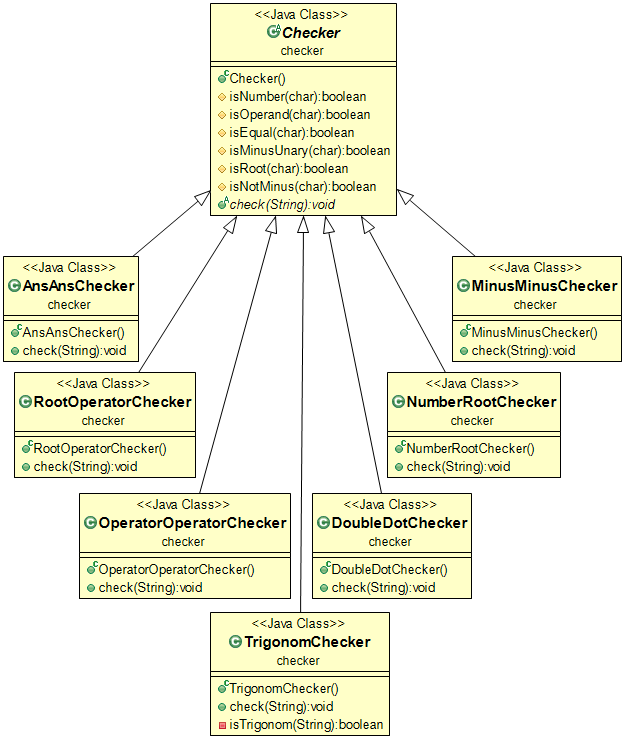 <<Java Class>>
Checker
checker
Checker()
isNumber(char):boolean
isOperand(char):boolean
isEqual(char):boolean
isMinusUnary(char):boolean
isRoot(char):boolean
isNotMinus(char):boolean
check(String):void
<<Java Class>>
AnsAnsChecker
checker
AnsAnsChecker()
check(String):void
<<Java Class>>
MinusMinusChecker
checker
MinusMinusChecker()
check(String):void
<<Java Class>>
RootOperatorChecker
checker
RootOperatorChecker()
check(String):void
<<Java Class>>
NumberRootChecker
checker
NumberRootChecker()
check(String):void
<<Java Class>>
OperatorOperatorChecker
checker
OperatorOperatorChecker()
check(String):void
<<Java Class>>
DoubleDotChecker
checker
DoubleDotChecker()
check(String):void
<<Java Class>>
TrigonomChecker
checker
TrigonomChecker()
check(String):void
isTrigonom(String):boolean